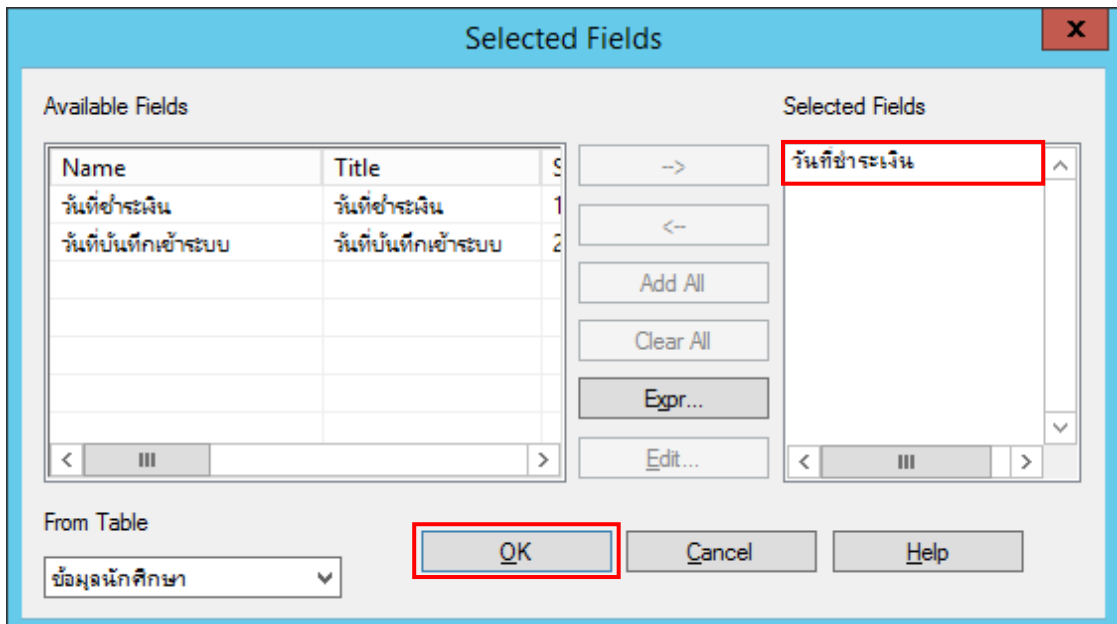 Selected Fields
x
Available Fields
Selected Fields
Name Title S
วันที่ชำระเงิน วันที่ชำระเงิน 1
วันที่บันทึกเข้าระบบ วันที่บันทึกเข้าระบบ 2
-->
<--
Add All
Clear All
Expr...
Edit...
วันที่ชำระเงิน
From Table
ข้อมูลนักศึกษา
OK Cancel Help